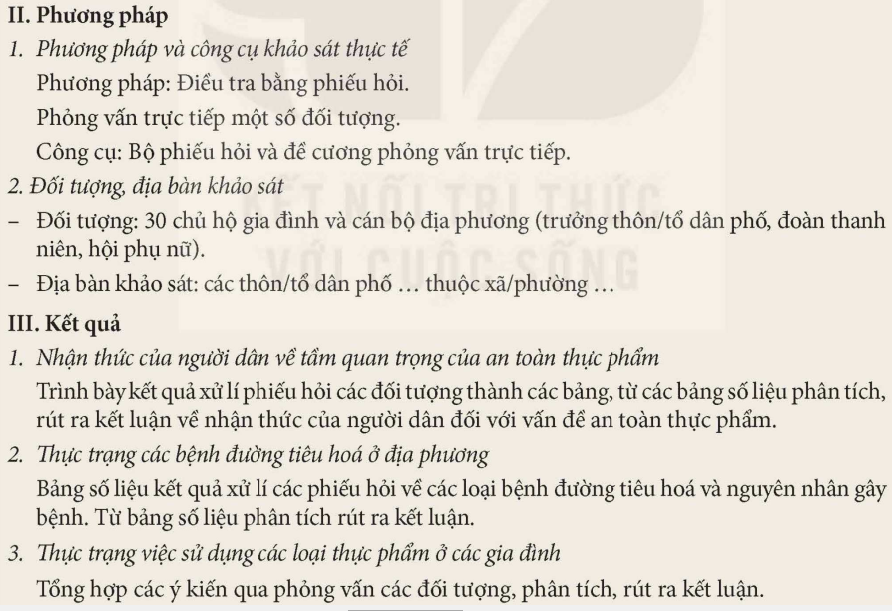 II. Phương pháp
1. Phương pháp và công cụ khảo sát thực tế
Phương pháp: Điều tra bằng phiếu hỏi.
Phỏng vấn trực tiếp một số đối tượng.
Công cụ: Bộ phiếu hỏi và đề cương phỏng vấn trực tiếp.
2. Đối tượng, địa bàn khảo sát
– Đối tượng: 30 chủ hộ gia đình và cán bộ địa phương (trưởng thôn/tổ dân phố, đoàn thanh
niên, hội phụ nữ).
– Địa bàn khảo sát: các thôn/tổ dân phố … thuộc xã/phường …
KẾT NỐI TRI THỨC
VỚI CUỘC SỐNG
III. Kết quả
1. Nhận thức của người dân về tầm quan trọng của an toàn thực phẩm
Trình bày kết quả xử lí phiếu hỏi các đối tượng thành các bảng, từ các bảng số liệu phân tích,
rút ra kết luận về nhận thức của người dân đối với vấn đề an toàn thực phẩm.
2. Thực trạng các bệnh đường tiêu hoá ở địa phương
Bảng số liệu kết quả xử lí các phiếu hỏi về các loại bệnh đường tiêu hoá và nguyên nhân gây
bệnh. Từ bảng số liệu phân tích rút ra kết luận.
3. Thực trạng việc sử dụng các loại thực phẩm ở các gia đình
Tổng hợp các ý kiến qua phỏng vấn các đối tượng, phân tích, rút ra kết luận.